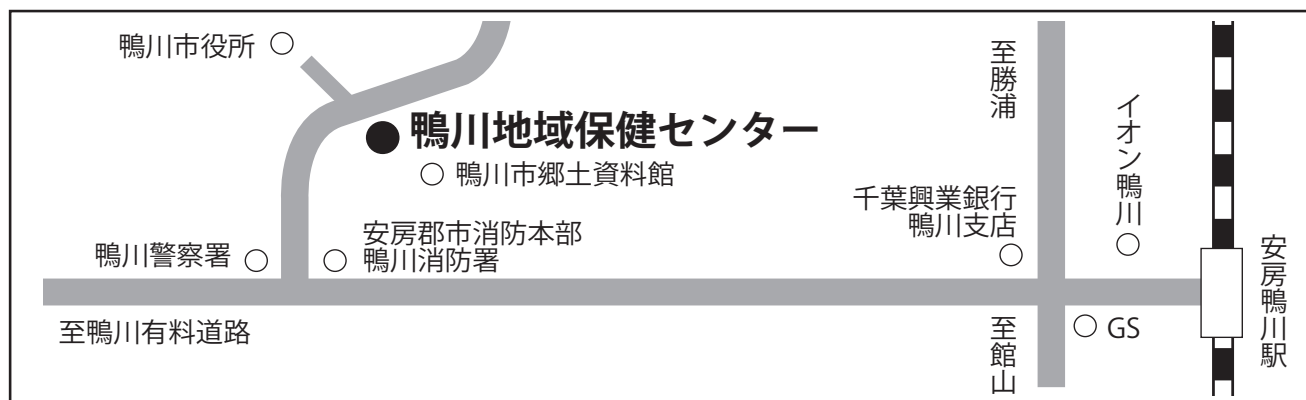 鴨川市役所
鴨川地域保健センター
鴨川市郷土資料館
安房郡市消防本部
鴨川消防署
鴨川警察署
至鴨川有料道路
至勝浦
千葉興業銀行
鴨川支店
イオン鴨川
至館山
GS
安房鴨川駅